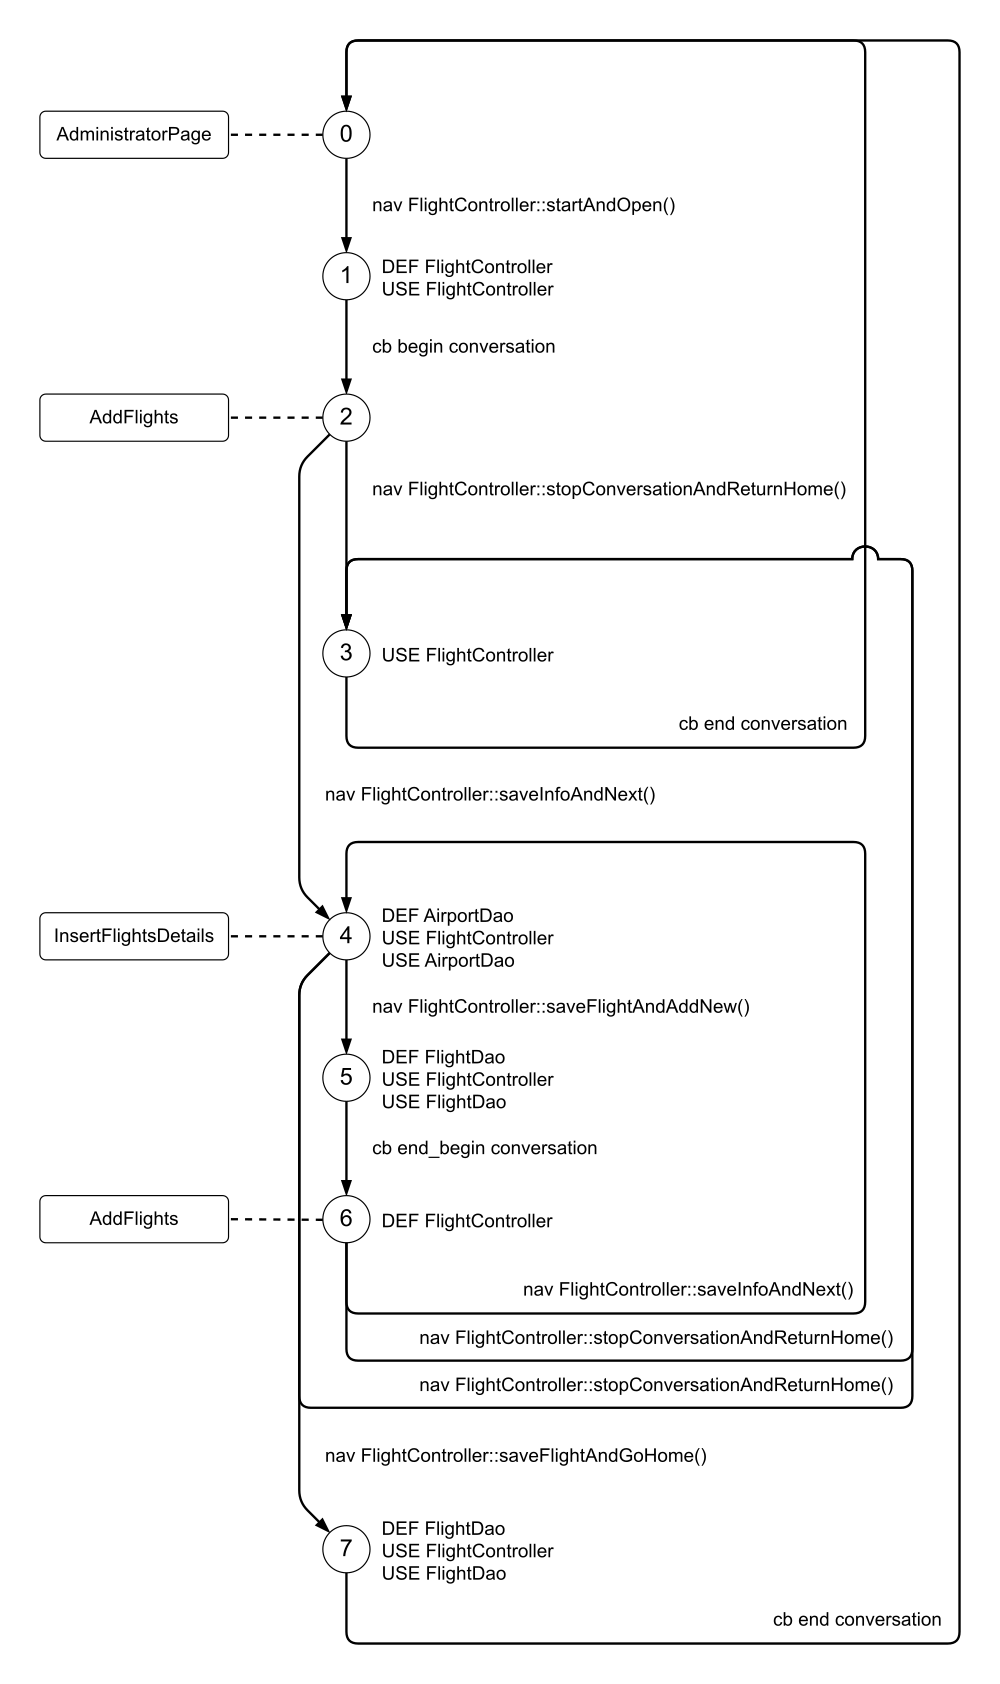 AdministratorPage
0
nav FlightController::startAndOpen()
1
DEF FlightController
USE FlightController
cb begin conversation
AddFlights
2
nav FlightController::stopConversationAndReturnHome()
3
USE FlightController
cb end conversation
nav FlightController::saveInfoAndNext()
InsertFlightsDetails
4
DEF AirportDao
USE FlightController
USE AirportDao
nav FlightController::saveFlightAndAddNew()
5
DEF FlightDao
USE FlightController
USE FlightDao
cb end_begin conversation
AddFlights
6
DEF FlightController
nav FlightController::saveInfoAndNext()
nav FlightController::stopConversationAndReturnHome()
nav FlightController::stopConversationAndReturnHome()
nav FlightController::saveFlightAndGoHome()
7
DEF FlightDao
USE FlightController
USE FlightDao
cb end conversation